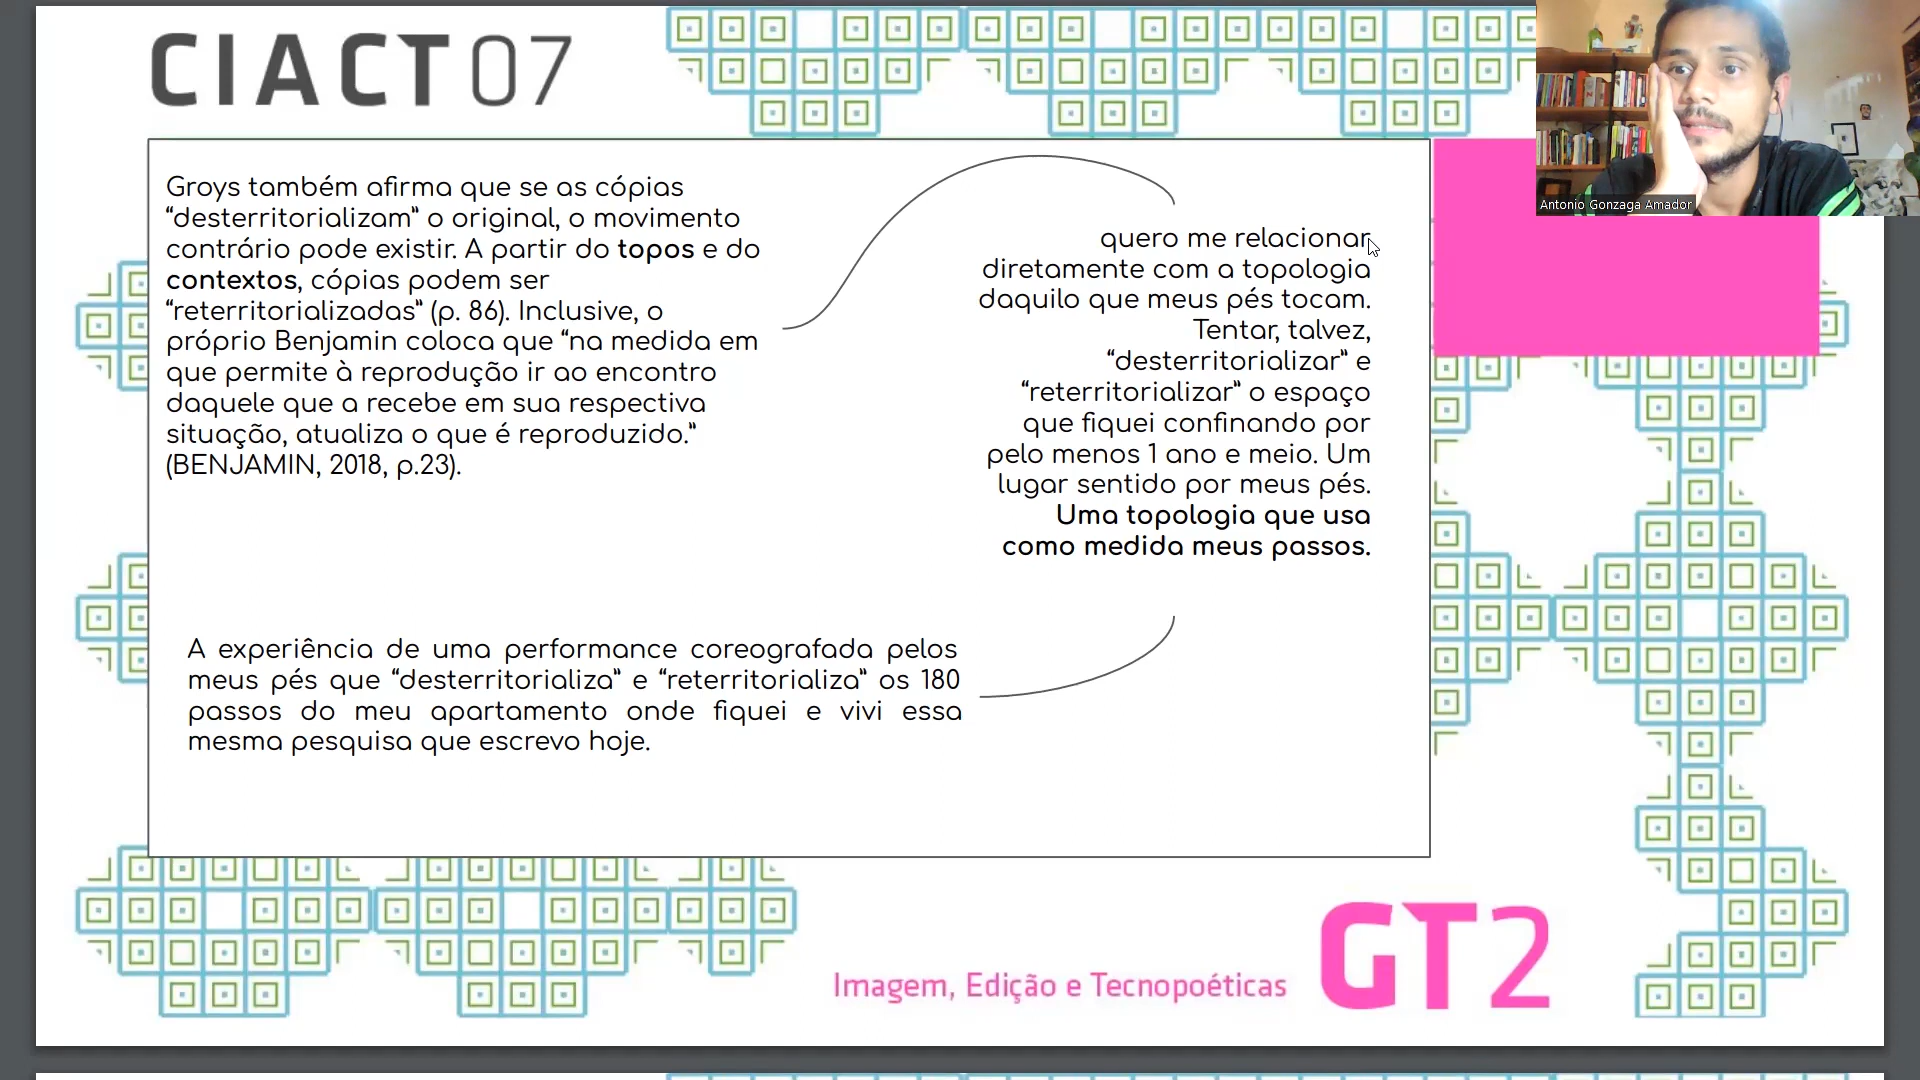 CIACT07
Groys também afirma que se as cópias
“desterritorializam” o original, o movimento
contrário pode existir. A partir do topos e do
contextos, cópias podem ser
“reterritorializadas” (p. 86). Inclusive, o
próprio Benjamin coloca que “na medida em
que permite à reprodução ir ao encontro
daquele que a recebe em sua respectiva
situação, atualiza o que é reproduzido.”
(BENJAMIN, 2018, p.23).
quero me relacionar
diretamente com a topologia
daquilo que meus pés tocam.
Tentar, talvez,
“desterritorializar” e
“reterritorializar” o espaço
que fiquei confinando por
pelo menos 1 ano e meio. Um
lugar sentido por meus pés.
Uma topologia que usa
como medida meus passos.
A experiência de uma performance coreografada pelos
meus pés que “desterritorializa” e “reterritorializa” os 180
passos do meu apartamento onde fiquei e vivi essa
mesma pesquisa que escrevo hoje.
Imagem, Edição e Tecnopoéticas
GT2
Antonio Gonzaga Amador